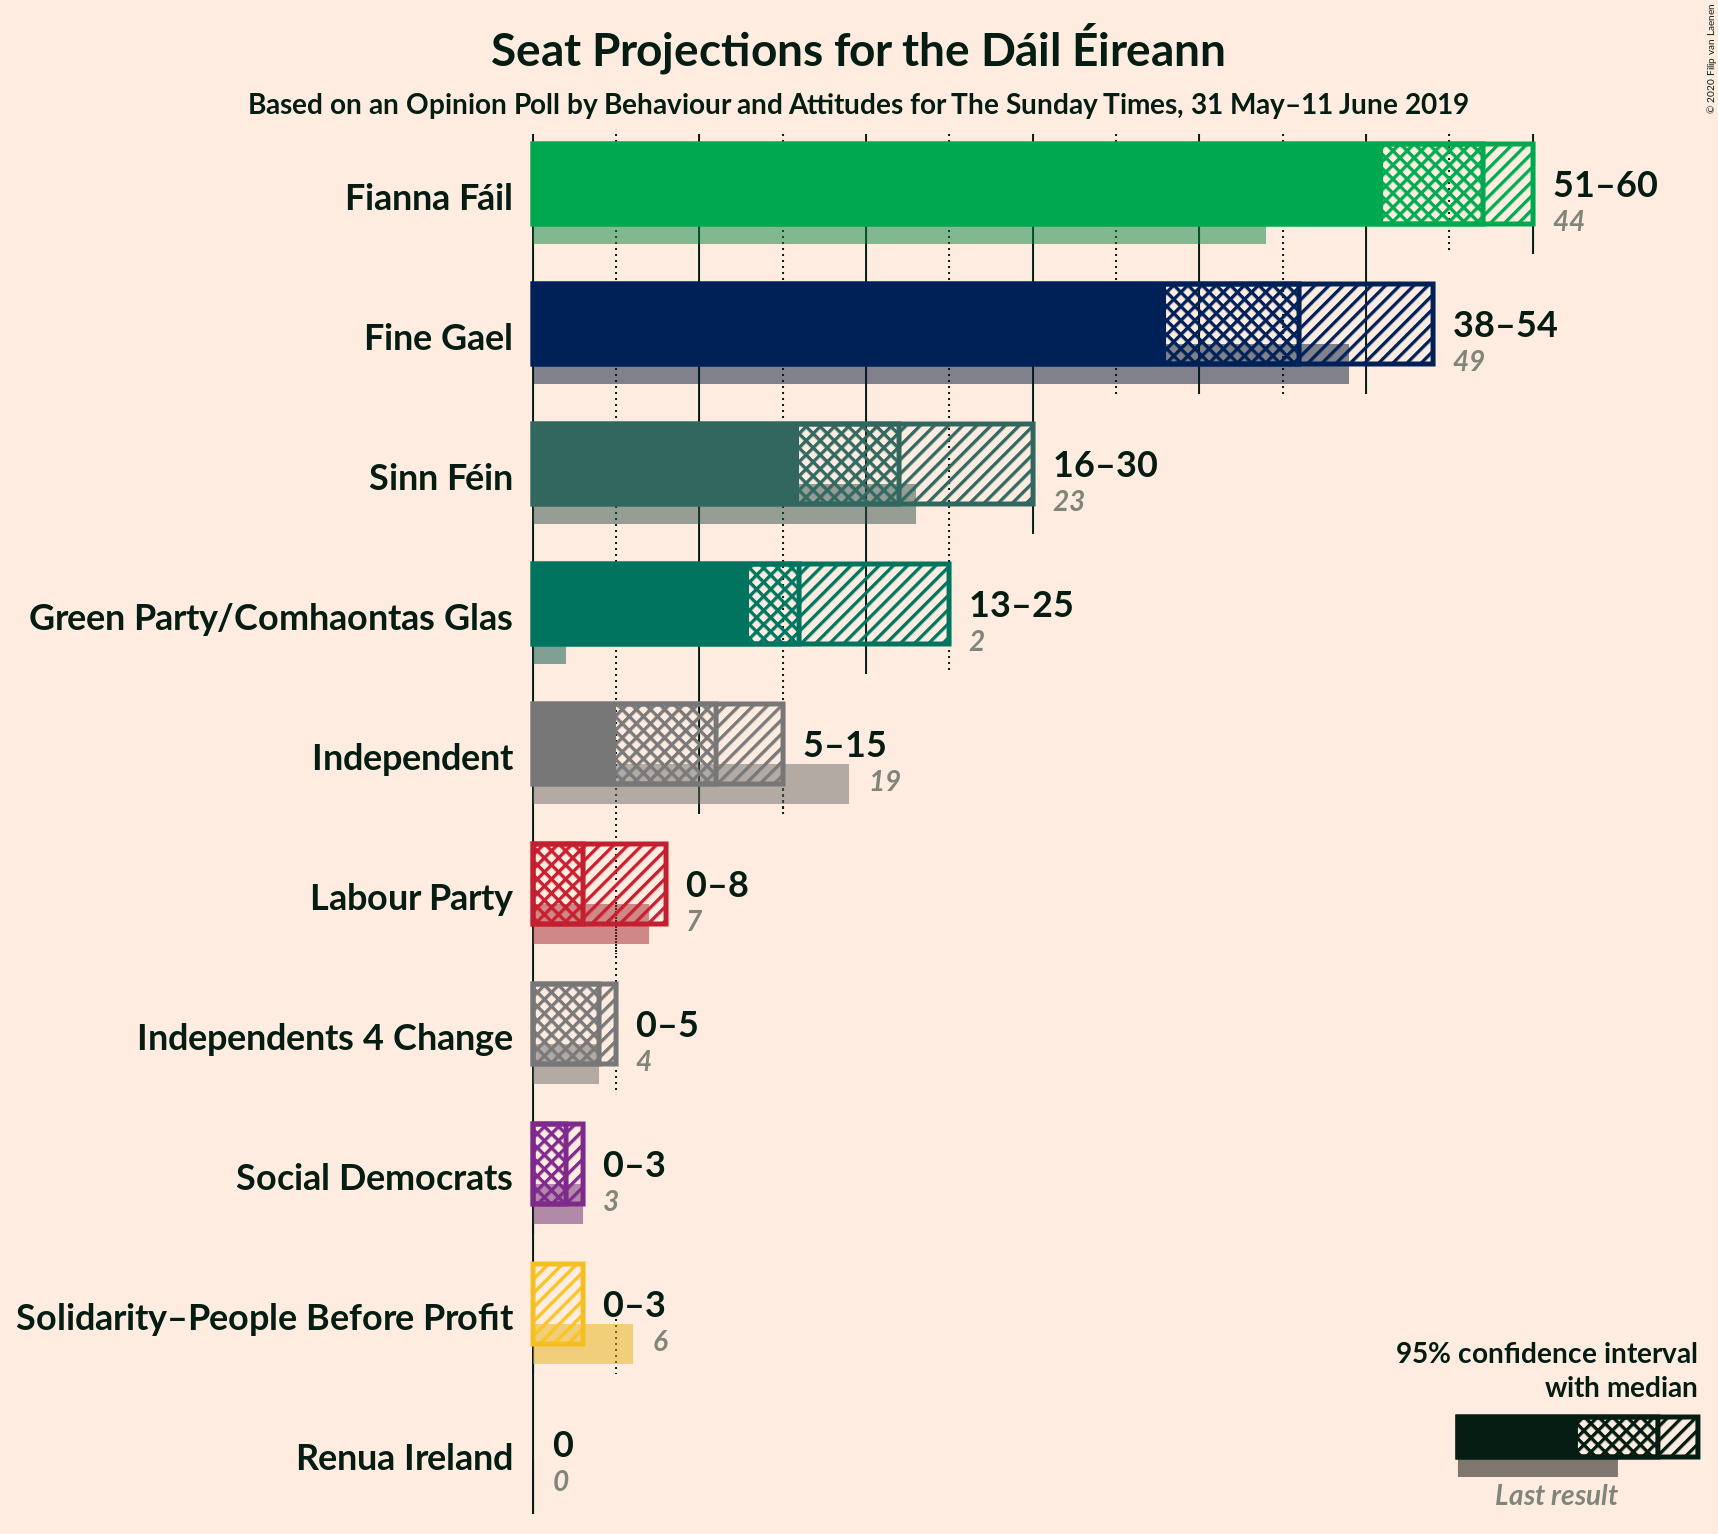 Seat Projections for the Dáil Éireann
Based on an Opinion Poll by Behaviour and Attitudes for The Sunday Times, 31 May–11 June 2019
© 2020 Filip van Laenen
Fianna Fáil
51–60
44
Fine Gael
38–54
49
Sinn Féin
16–30
23
Green Party/Comhaontas Glas
13–25
2
Independent
5–15
19
Labour Party
0–8
7
Independents 4 Change
0–5
4
Social Democrats
0–3
3
Solidarity–People Before Profit
0–3
6
Renua Ireland
0
0
95% confidence interval
with median
Last result